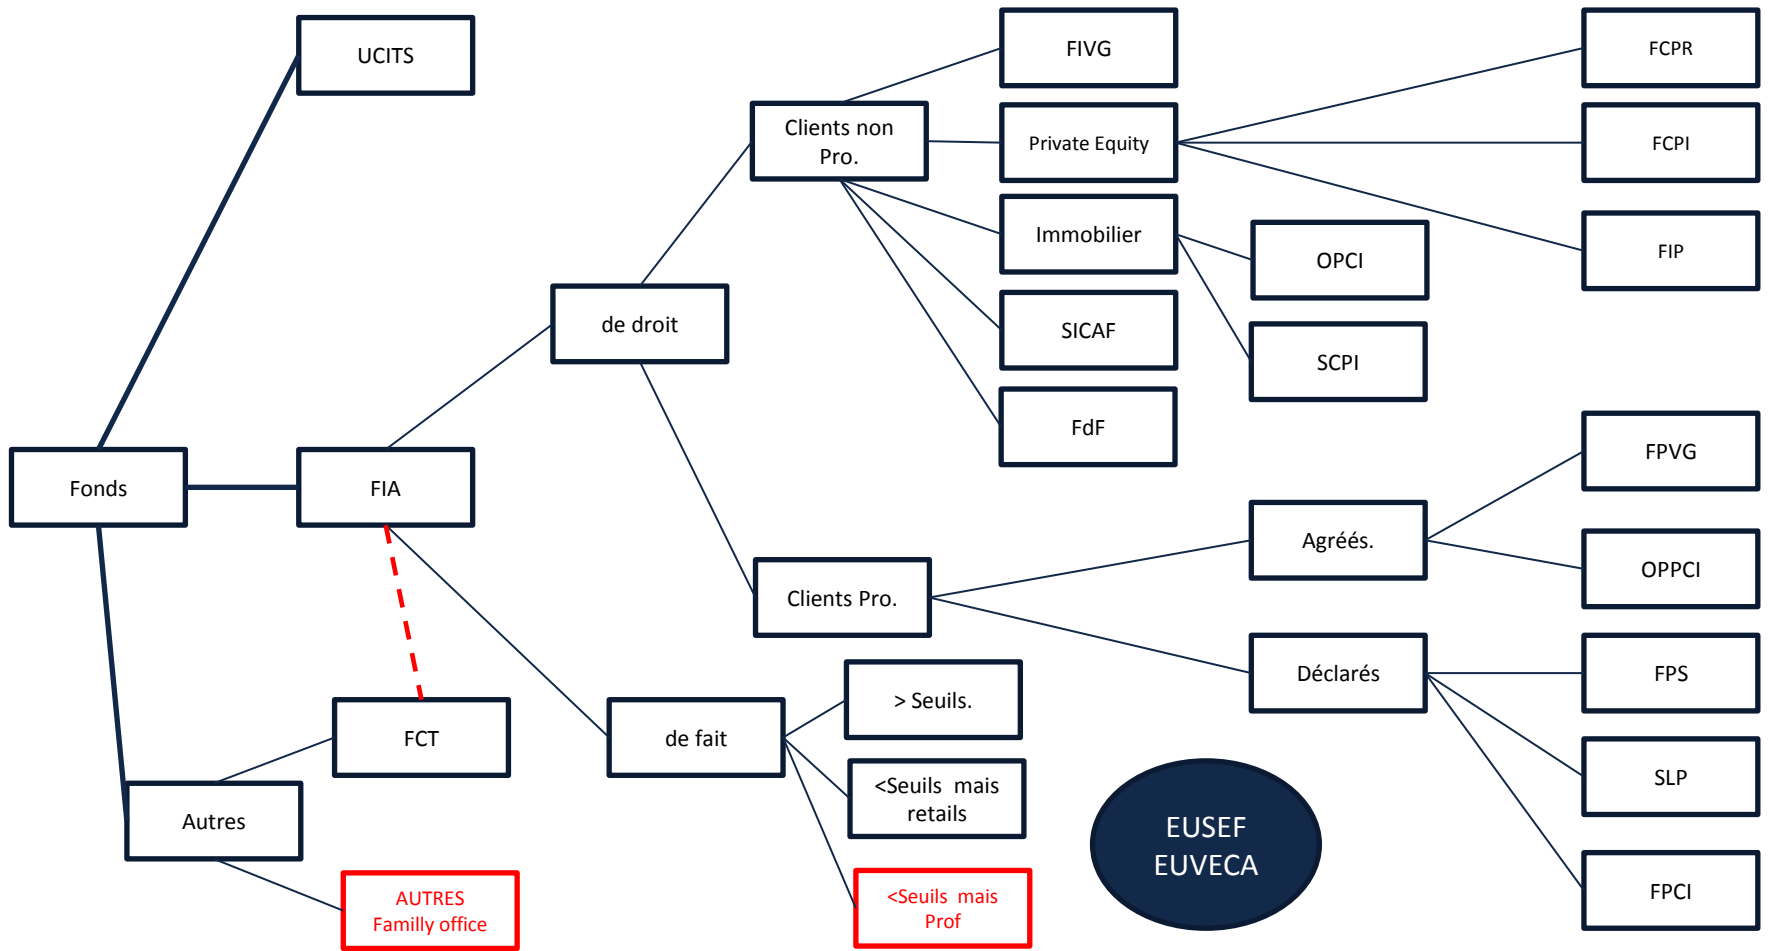 UCITS
FIVG
FCPR
Clients non
Pro.
Private Equity
FCPI
Immobilier
OPCI
FIP
de droit
SICAF
SCPI
FdF
FPVG
Fonds
FIA
Agréés.
OPPCI
Clients Pro.
Déclarés
FPS
> Seuils.
FCT
de fait
<Seuils mais
retails
SLP
Autres
EUSEF
EUVECA
AUTRES
Familly office
<Seuils mais
Prof
FPCI